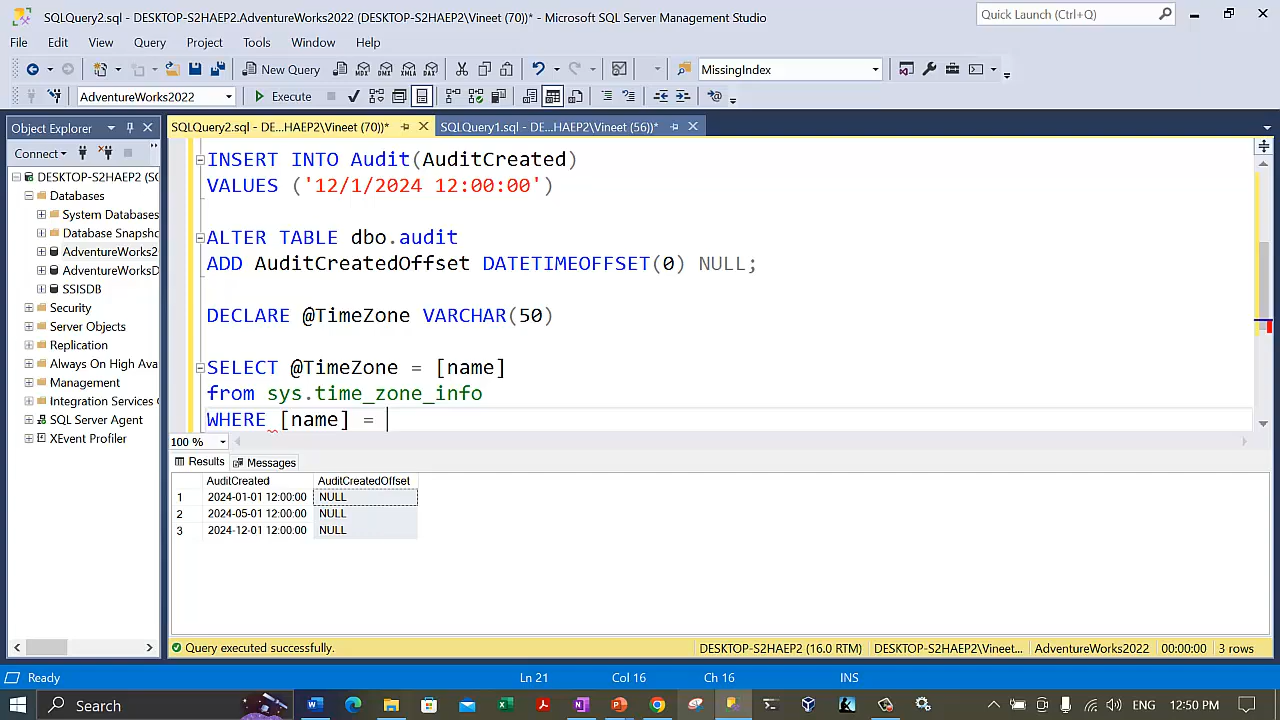 SQLQuery2.sql - DESKTOP-S2HAEP2.AdventureWorks2022 (DESKTOP-S2HAEP2\Vineet (70))* - Microsoft SQL Server Management Studio
Quick Launch (Ctrl+Q)
File Edit View Query Project Tools Window Help
New Query MDX DMX XMLA DAX MissingIndex
AdventureWorks2022 Execute
Object Explorer
SQLQuery2.sql - DE...HAEP2\Vineet (70))* SQLQuery1.sql - DE...HAEP2\Vineet (56))*
Connect
DESKTOP-S2HAEP2 (SC
Databases
System Databases
Database Snapsho
AdventureWorks2
AdventureWorksD
SSISDB
Security
Server Objects
Replication
Always On High Ava
Management
Integration Services
SQL Server Agent
XEvent Profiler
INSERT INTO Audit(AuditCreated)
VALUES ('12/1/2024 12:00:00')
ALTER TABLE dbo.audit
ADD AuditCreatedOffset DATETIMEOFFSET(0) NULL;
DECLARE @TimeZone VARCHAR(50)
SELECT @TimeZone = [name]
from sys.time_zone_info
WHERE [name] =
100 %
Results Messages
AuditCreated AuditCreatedOffset
1 2024-01-01 12:00:00 NULL
2 2024-05-01 12:00:00 NULL
3 2024-12-01 12:00:00 NULL
Query executed successfully. DESKTOP-S2HAEP2 (16.0 RTM) DESKTOP-S2HAEP2\Vineet... AdventureWorks2022 00:00:00 3 rows
Ready Ln 21 Col 16 Ch 16 INS
Search ENG 12:50 PM